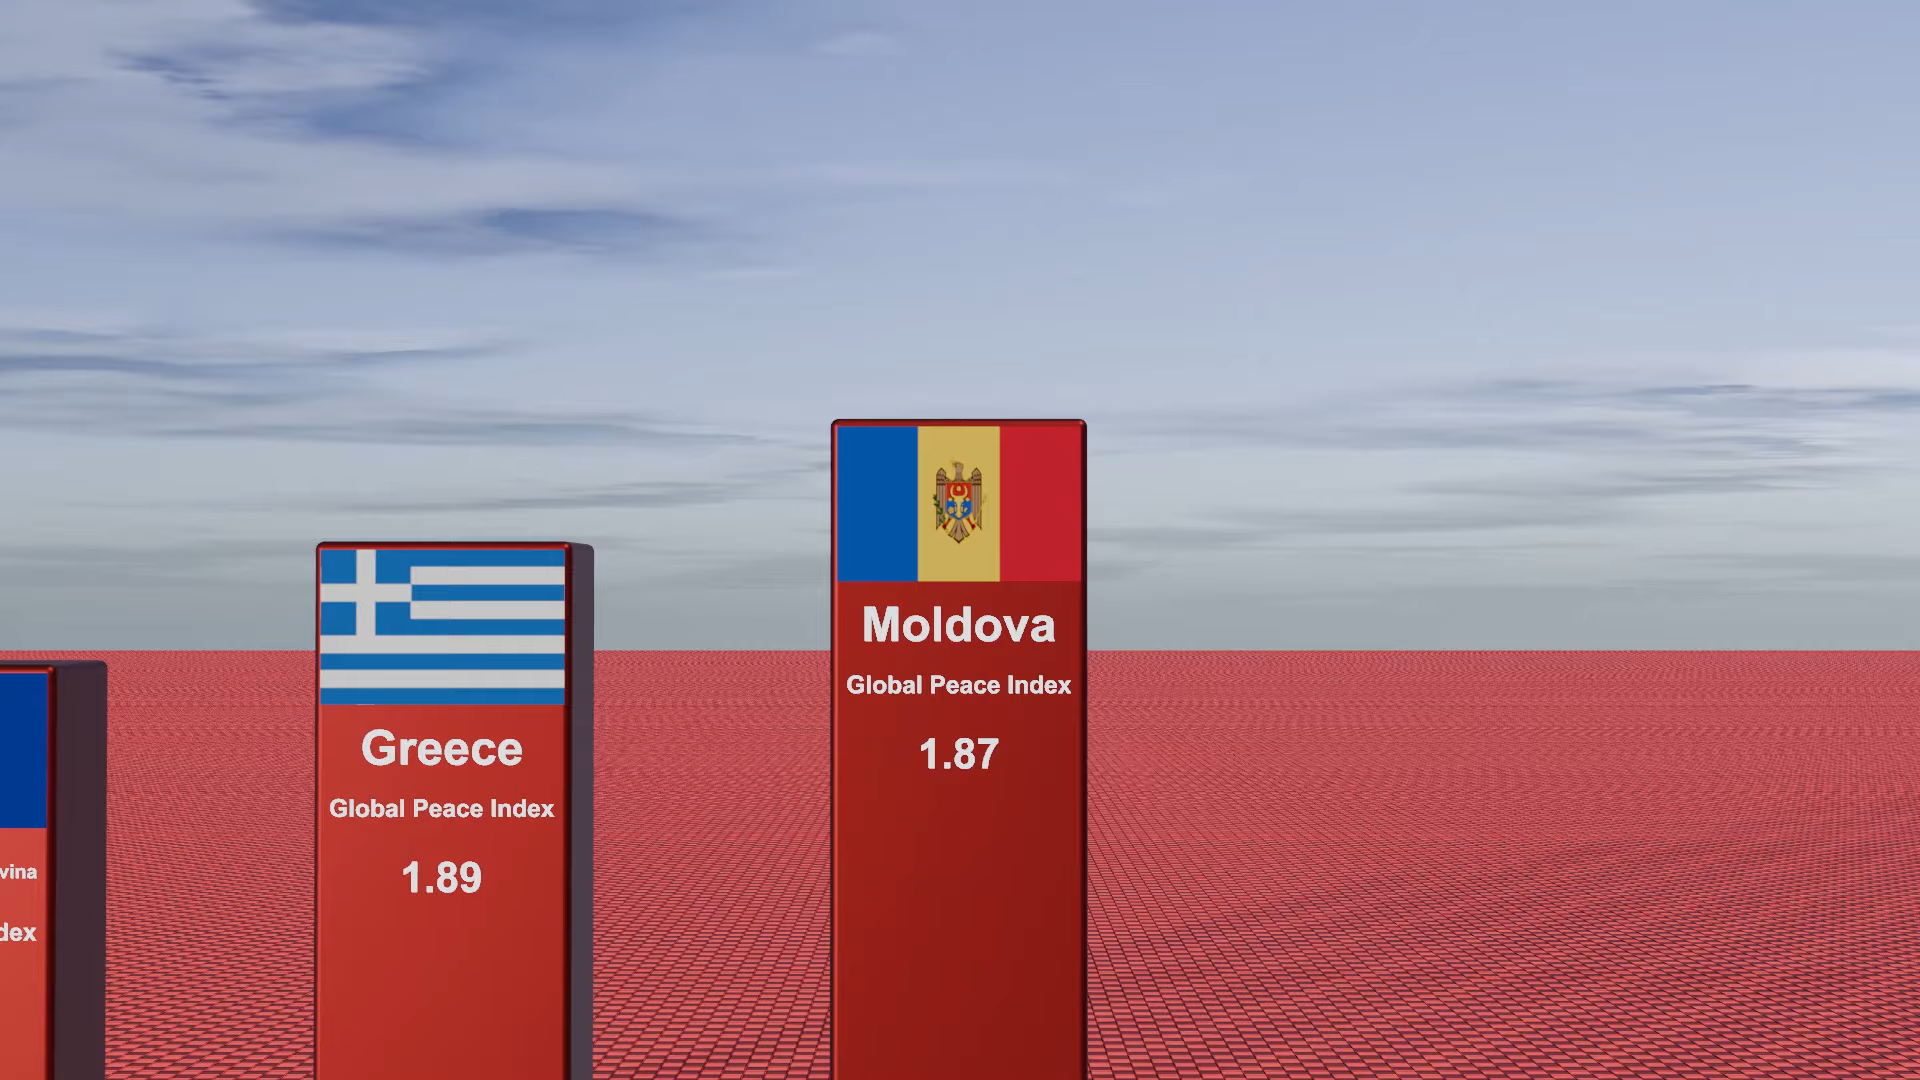 vina
dex
Greece
Global Peace Index
1.89
Moldova
Global Peace Index
1.87